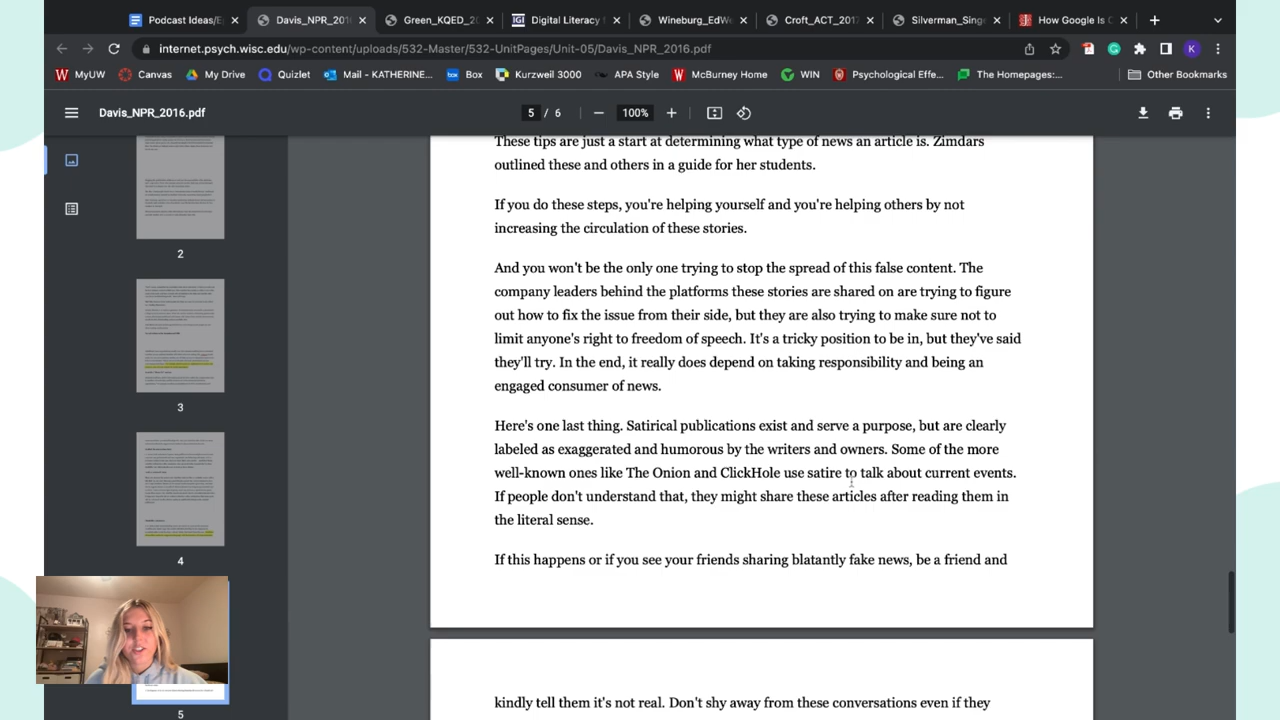 Podcast Ideas/E
Davis_NPR_201
Green_KQED_20
Digital Literacy
Wineburg_EdWe
Croft_ACT_201
Silverman_Sing
How Google Is C
internet.psych.wisc.edu/wp-content/uploads/532-Master/532-UnitPages/Unit-05/Davis_NPR_2016.pdf
MyUW
Canvas
My Drive
Quizlet
Mail - KATHERINE...
Box
Kurzweil 3000
APA Style
McBurney Home
WIN
Psychological Effe...
The Homepages:...
Other Bookmarks
Davis_NPR_2016.pdf
5 / 6
100%
These tips are just a start at determining what type of news an article is. Zimdars
outlined these and others in a guide for her students.
If you do these steps, you're helping yourself and you're helping others by not
increasing the circulation of these stories.
And you won't be the only one trying to stop the spread of this false content. The
company leaders behind the platforms these stories are shared on are trying to figure
out how to fix the issue from their side, but they are also trying to make sure not to
limit anyone's right to freedom of speech. It's a tricky position to be in, but they've said
they'll try. In the end, it really does depend on taking responsibility and being an
engaged consumer of news.
Here's one last thing. Satirical publications exist and serve a purpose, but are clearly
labeled as exaggerated and humorous by the writers and owners. Some of the more
well-known ones like The Onion and ClickHole use satire to talk about current events.
If people don't understand that, they might share these articles after reading them in
the literal sense.
If this happens or if you see your friends sharing blatantly fake news, be a friend and
kindly tell them it's not real. Don't shy away from these conversations even if they
2
3
4
5